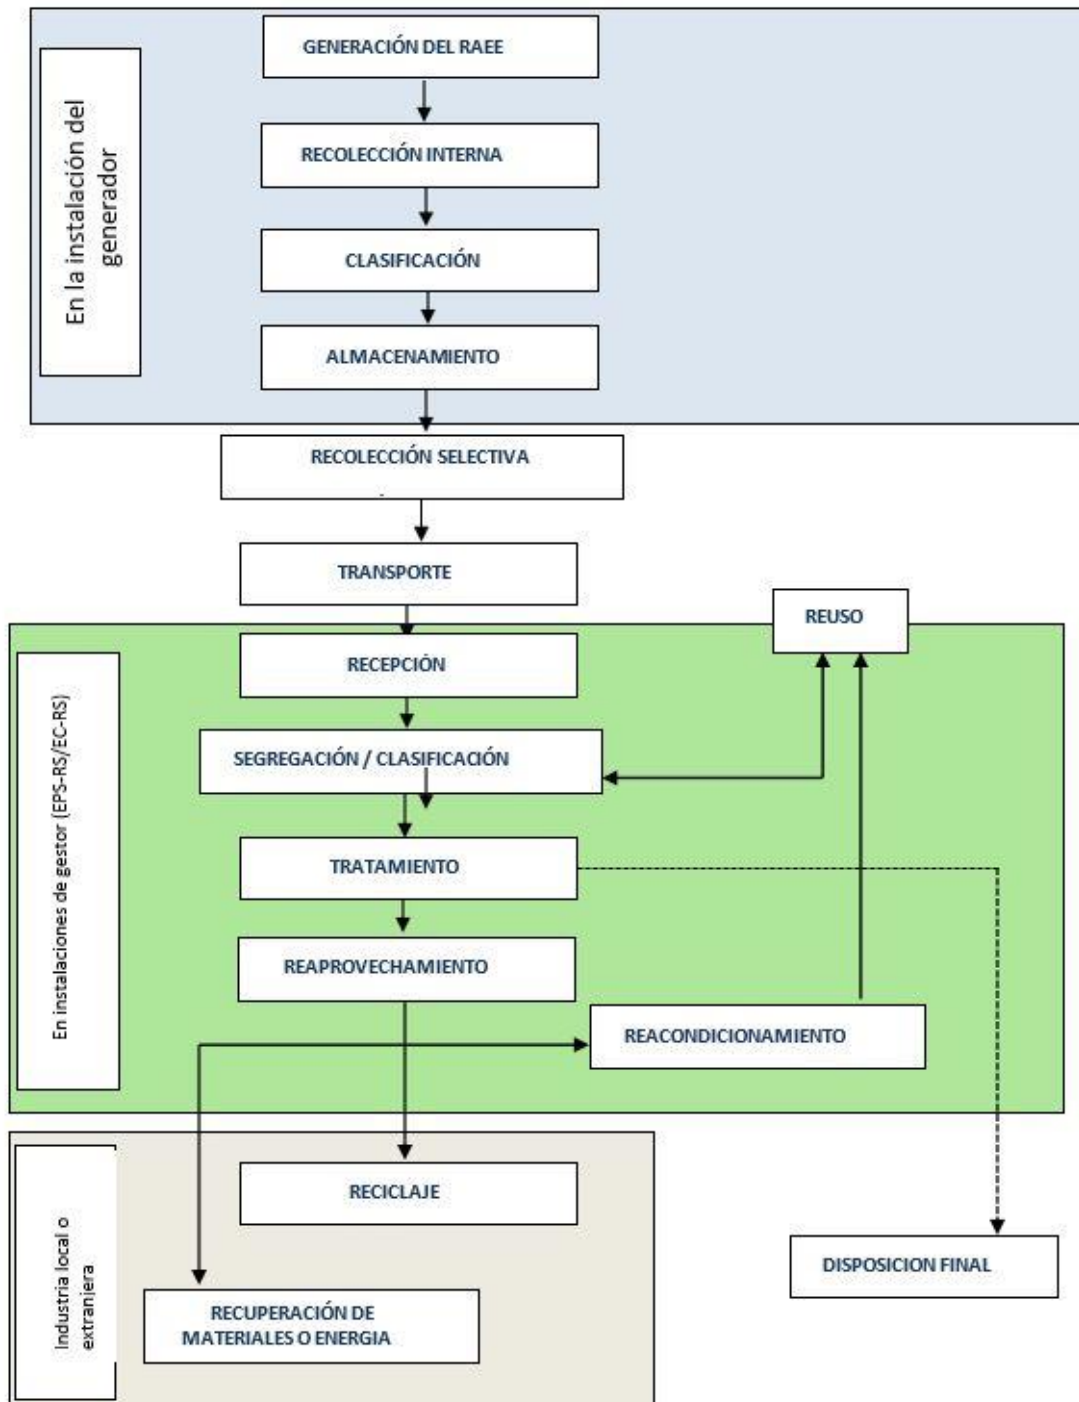 GENERACIÓN DEL RAEE
En la instalación del
generador
RECOLECCIÓN INTERNA
CLASIFICACIÓN
ALMACENAMIENTO
RECOLECCIÓN SELECTIVA
TRANSPORTE
REUSO
En instalaciones de gestor (EPS-RS/EC-RS)
RECEPCIÓN
SEGREGACIÓN / CLASIFICACIÓN
TRATAMIENTO
REAPROVECHAMIENTO
REACONDICIONAMIENTO
Industria local o
extranjera
RECICLAJE
DISPOSICION FINAL
RECUPERACIÓN DE
MATERIALES O ENERGIA